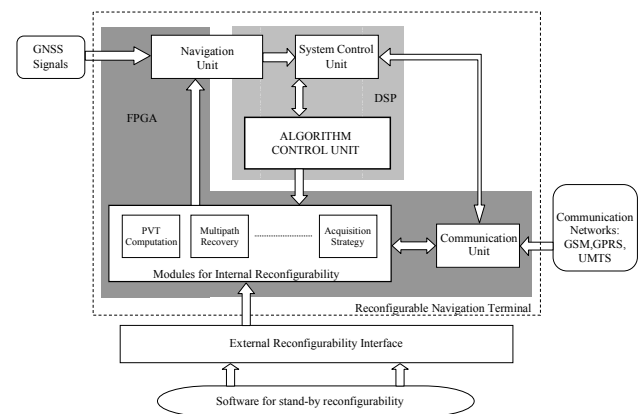 GNSS
Signals
Navigation
Unit
System Control
Unit
DSP
FPGA
ALGORITHM
CONTROL UNIT
PVT
Computation
Multipath
Recovery
Acquisition
Strategy
Modules for Internal Reconfigurability
Communication
Unit
Communication
Networks:
GSM,GPRS,
UMTS
Reconfigurable Navigation Terminal
External Reconfigurability Interface
Software for stand-by reconfigurability